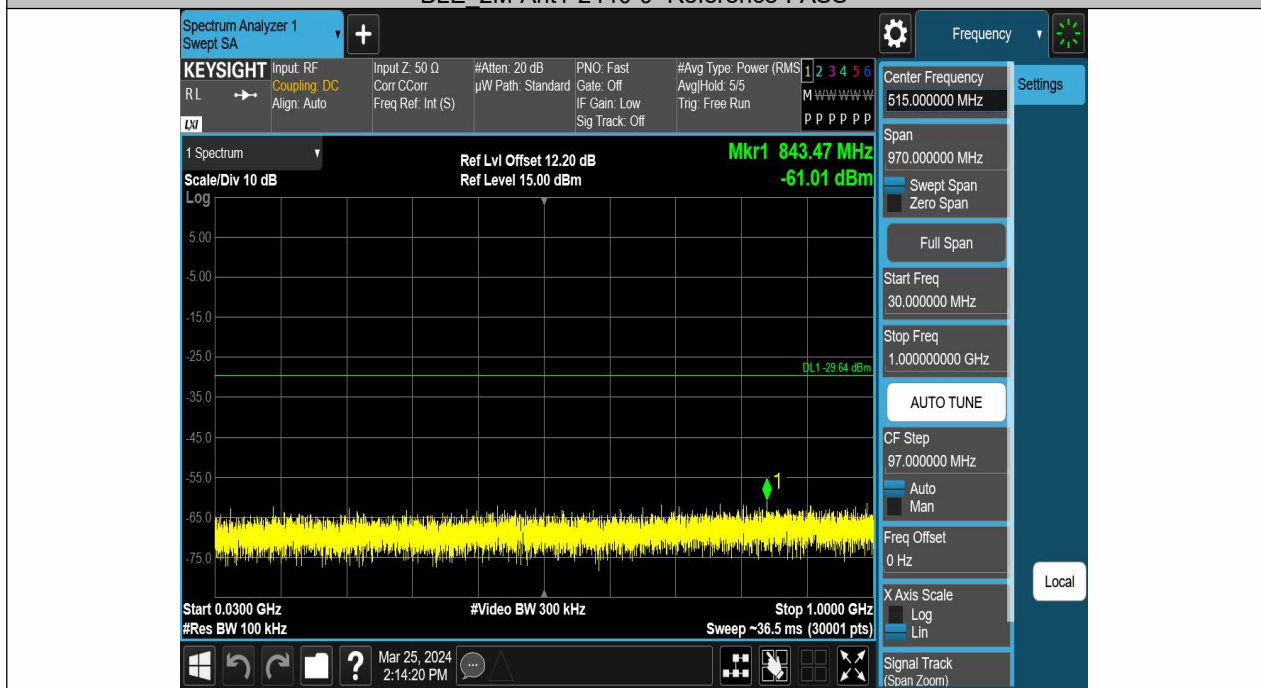 Spectrum Analyzer 1
Swept SA
+
Frequency
KEYSIGHT
RL
LXI
Input: RF
Coupling: DC
Align: Auto
Input Z: 50 Ω
Corr CCorr
Freq Ref: Int (S)
#Atten: 20 dB
µW Path: Standard
PNO: Fast
Gate: Off
IF Gain: Low
Sig Track: Off
#Avg Type: Power (RMS
Avg|Hold: 5/5
Trig: Free Run
1 2 3 4 5 6
M W W W W W
P P P P P P
Center Frequency
515.000000 MHz
Settings
1 Spectrum
Scale/Div 10 dB
Log
Ref Lvl Offset 12.20 dB
Ref Level 15.00 dBm
Mkr1 843.47 MHz
-61.01 dBm
Span
970.000000 MHz
Swept Span
Zero Span
Full Span
Start Freq
30.000000 MHz
Stop Freq
1.000000000 GHz
AUTO TUNE
CF Step
97.000000 MHz
Auto
Man
Freq Offset
0 Hz
X Axis Scale
Log
Lin
Signal Track
(Span Zoom)
Local
5.00
-5.00
-15.0
-25.0
DL1 -29.64 dBm
-35.0
-45.0
-55.0
1
-65.0
-75.0
Start 0.0300 GHz
#Res BW 100 kHz
#Video BW 300 kHz
Stop 1.0000 GHz
Sweep ~36.5 ms (30001 pts)
?
Mar 25, 2024
2:14:20 PM